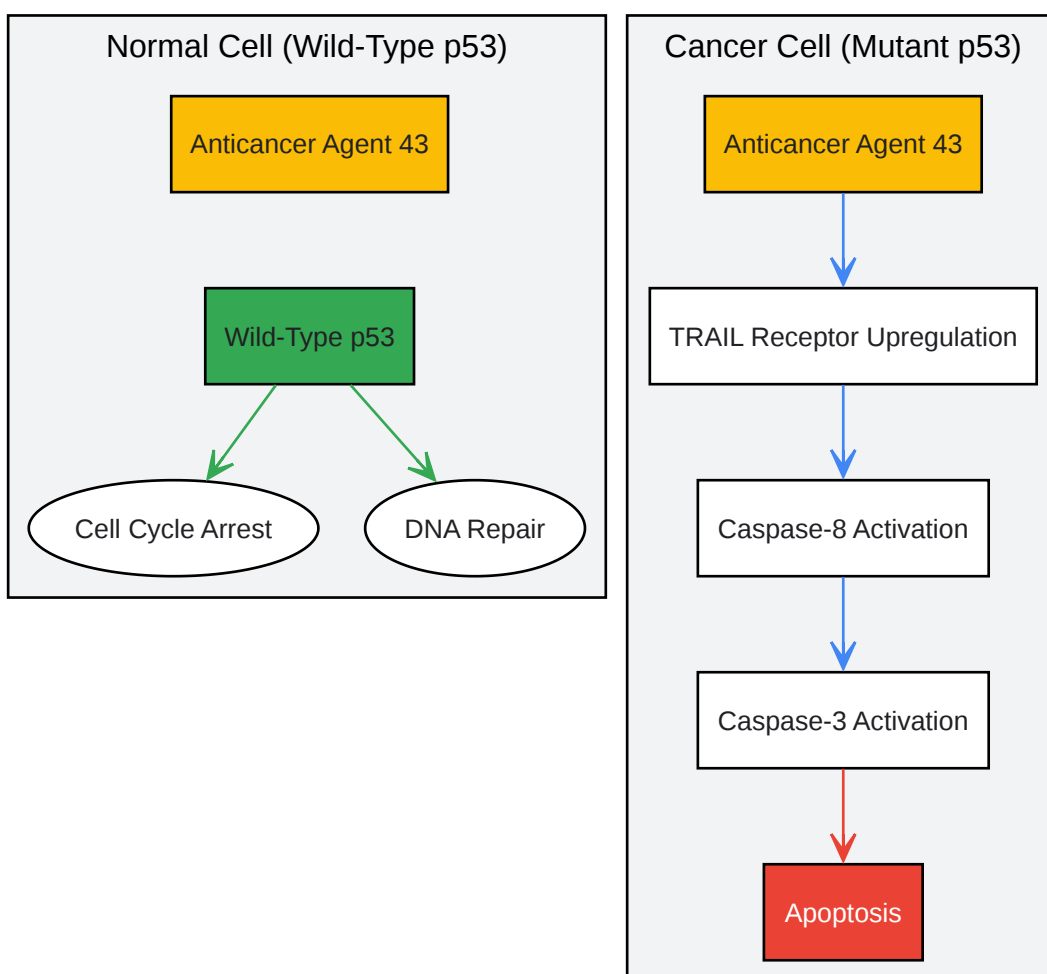 Normal Cell (Wild-Type p53)
Anticancer Agent 43
Wild-Type p53
Cell Cycle Arrest
DNA Repair
Cancer Cell (Mutant p53)
Anticancer Agent 43
TRAIL Receptor Upregulation
Caspase-8 Activation
Caspase-3 Activation
Apoptosis